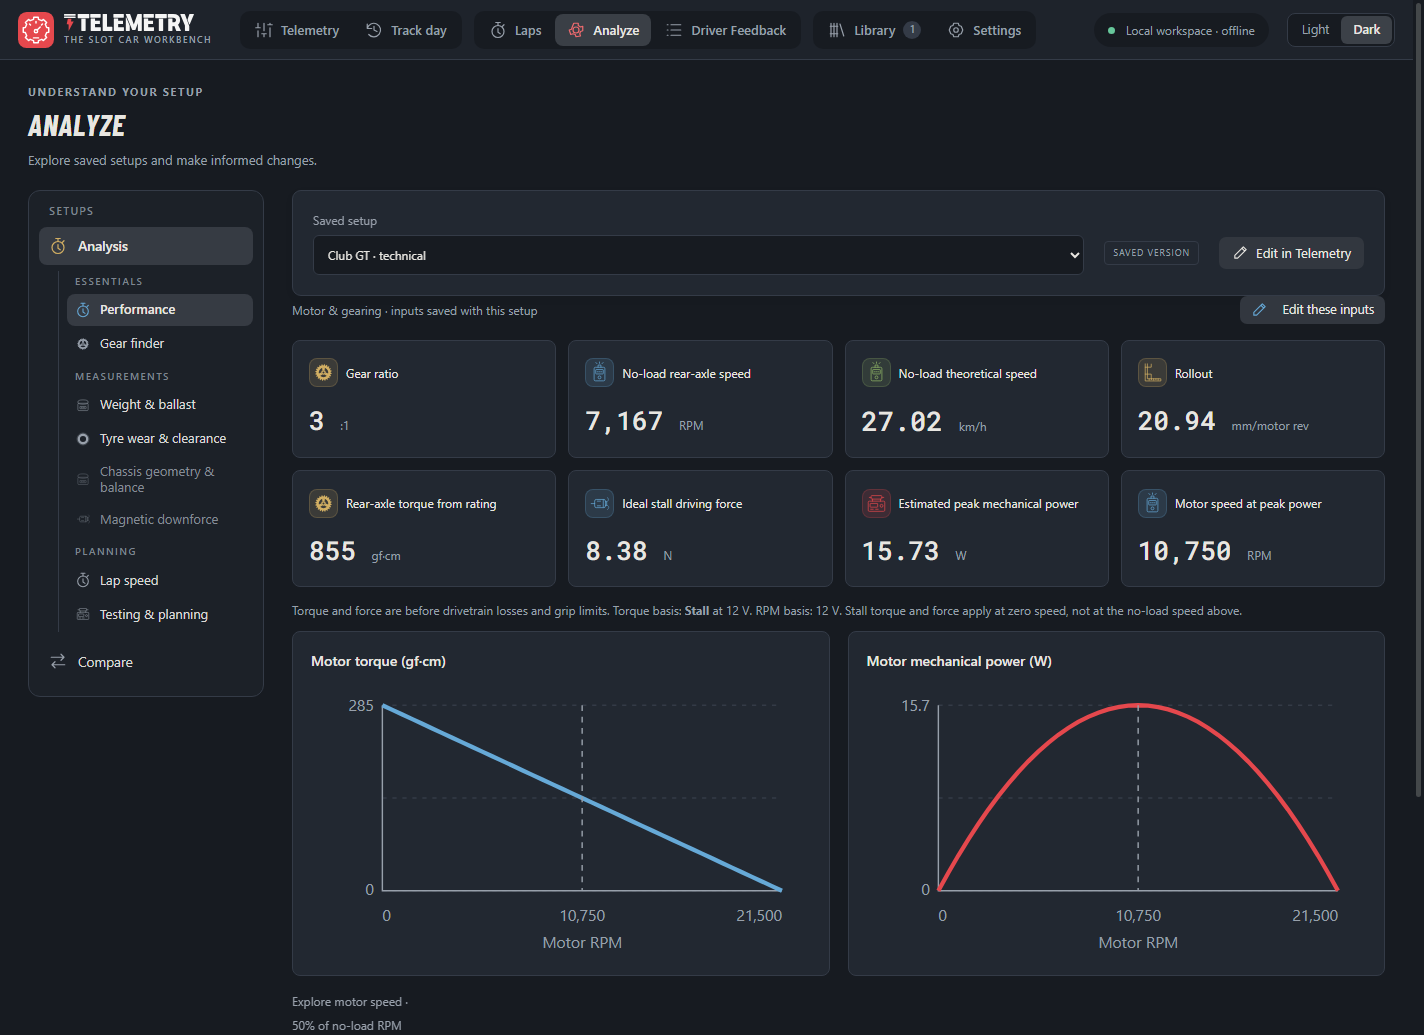 TELEMETRY
THE SLOT CAR WORKBENCH
Telemetry
Track day
Laps
Analyze
Driver Feedback
Library 1
Settings
Local workspace · offline
Light
Dark
UNDERSTAND YOUR SETUP
ANALYZE
Explore saved setups and make informed changes.
SETUPS
Analysis
ESSENTIALS
Performance
Gear finder
MEASUREMENTS
Weight & ballast
Tyre wear & clearance
Chassis geometry &
balance
Magnetic downforce
PLANNING
Lap speed
Testing & planning
Compare
Saved setup
Club GT · technical
SAVED VERSION
Edit in Telemetry
Motor & gearing · inputs saved with this setup
Edit these inputs
Gear ratio
3 :1
No-load rear-axle speed
7,167 RPM
No-load theoretical speed
27.02 km/h
Rollout
20.94 mm/motor rev
Rear-axle torque from rating
855 gf·cm
Ideal stall driving force
8.38 N
Estimated peak mechanical power
15.73 W
Motor speed at peak power
10,750 RPM
Torque and force are before drivetrain losses and grip limits. Torque basis: Stall at 12 V. RPM basis: 12 V. Stall torque and force apply at zero speed, not at the no-load speed above.
Motor torque (gf·cm)
285
0
0 10,750 21,500
Motor RPM
Motor mechanical power (W)
15.7
0
0 10,750 21,500
Motor RPM
Explore motor speed ·
50% of no-load RPM